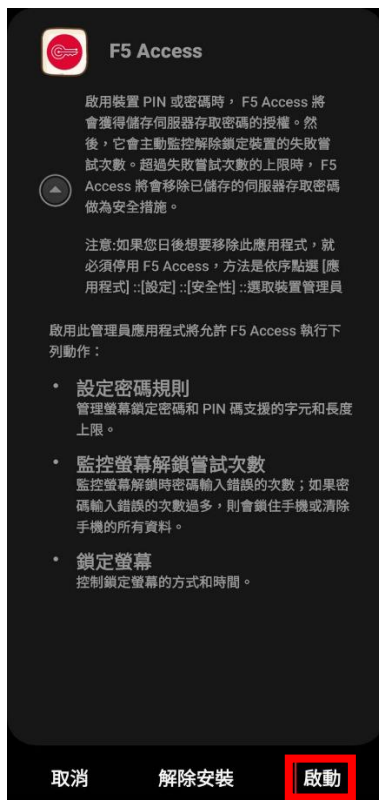 F5 Access
啟用裝置 PIN 或密碼時， F5 Access 將
會獲得儲存伺服器存取密碼的授權。然
後，它會主動監控解除鎖定裝置的失敗嘗
試次數。超過失敗嘗試次數的上限時， F5
Access 將會移除已儲存的伺服器存取密碼
做為安全措施。
注意:如果您日後想要移除此應用程式，就
必須停用 F5 Access，方法是依序點選 [應
用程式] ::[設定] ::[安全性] ::選取裝置管理員
啟用此管理員應用程式將允許 F5 Access 執行下
列動作：
• 設定密碼規則
管理螢幕鎖定密碼和 PIN 碼支援的字元和長度
上限。
• 監控螢幕解鎖嘗試次數
監控螢幕解鎖時密碼輸入錯誤的次數；如果密
碼輸入錯誤的次數過多，則會鎖住手機或清除
手機的所有資料。
• 鎖定螢幕
控制鎖定螢幕的方式和時間。
取消 解除安裝 啟動